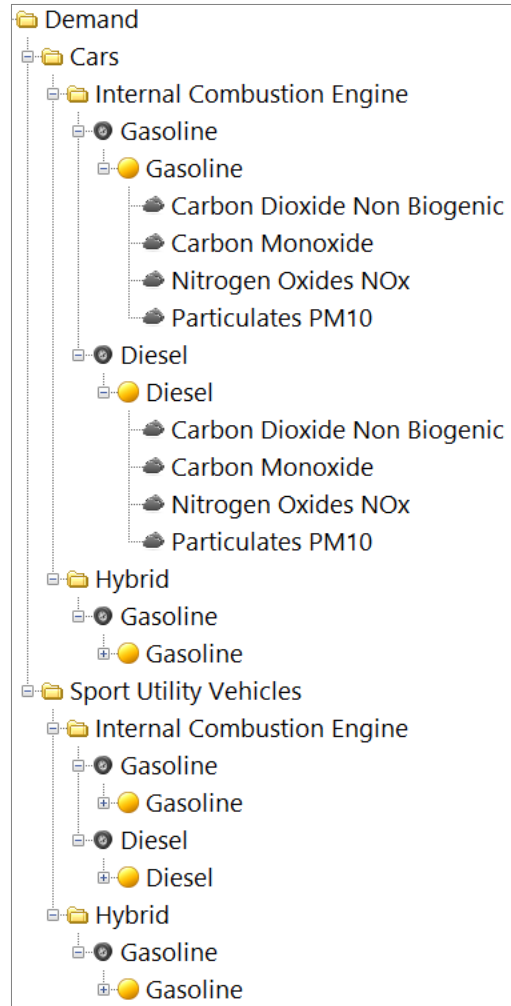 Demand
Cars
Internal Combustion Engine
Gasoline
Gasoline
Carbon Dioxide Non Biogenic
Carbon Monoxide
Nitrogen Oxides NOx
Particulates PM10
Diesel
Diesel
Carbon Dioxide Non Biogenic
Carbon Monoxide
Nitrogen Oxides NOx
Particulates PM10
Hybrid
Gasoline
Gasoline
Sport Utility Vehicles
Internal Combustion Engine
Gasoline
Gasoline
Diesel
Diesel
Hybrid
Gasoline
Gasoline